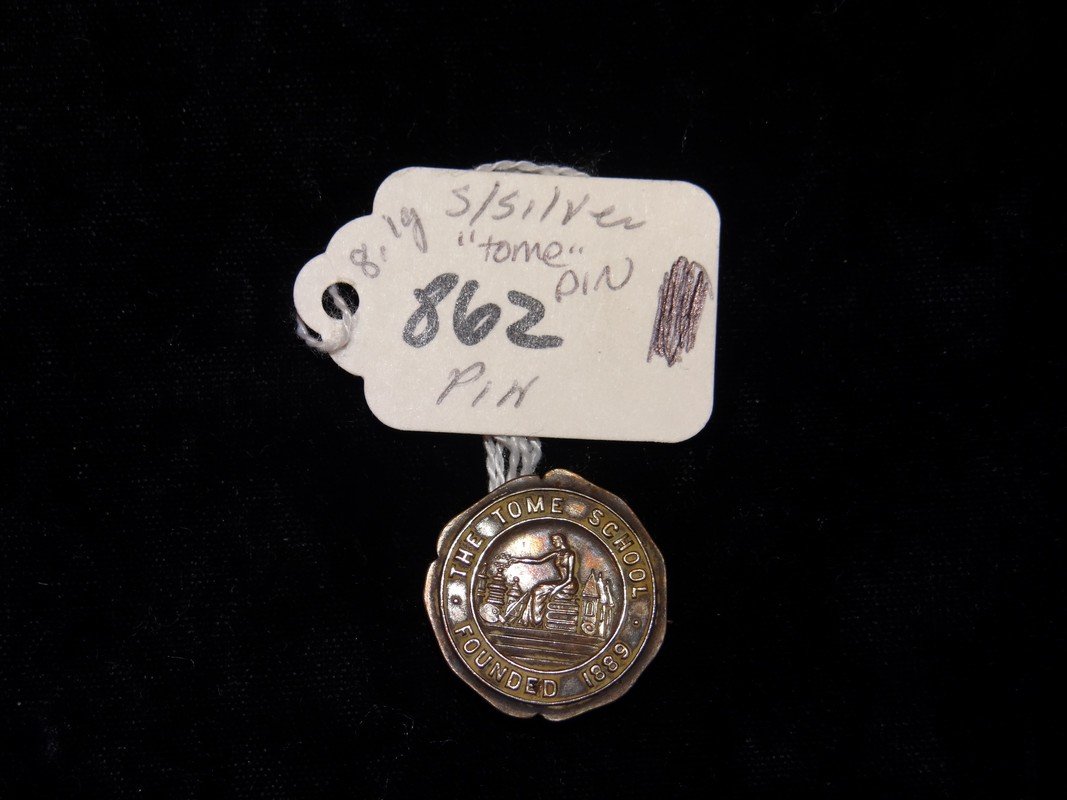 8.1g
S/Silver
"tome"
PIN
862
PIN
THE TOME SCHOOL
FOUNDED 1889